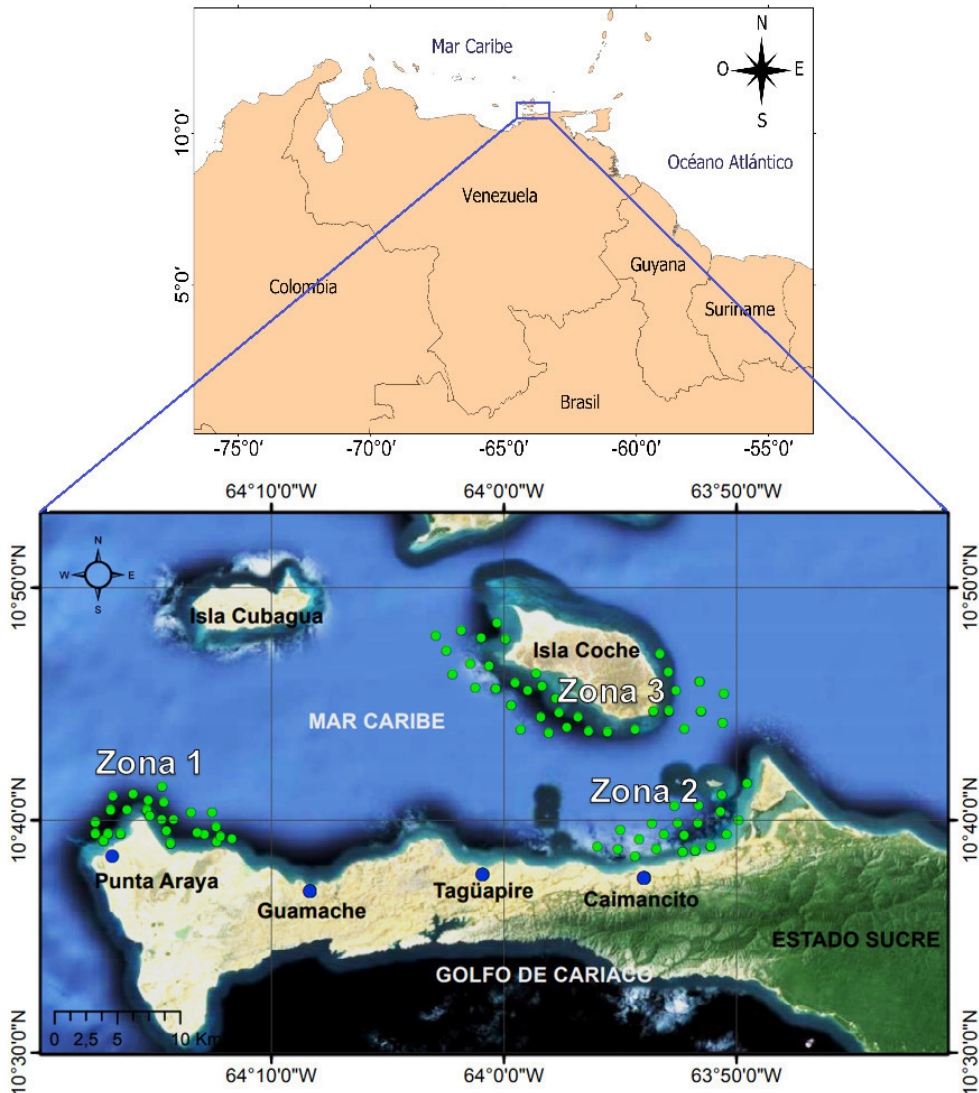 Mar Caribe
N
O
E
S
10°0'
Océano Atlántico
Venezuela
Guyana
5°0'
Colombia
Suriname
Brasil
-75°0'
-70°0'
-65°0'
-60°0'
-55°0'
64°10'0"W
64°0'0"W
63°50'0"W
N
W
E
S
10°50'0"N
10°50'0"N
Isla Cubagua
Isla Coche
Zona 3
MAR CARIBE
Zona 1
Zona 2
10°40'0"N
10°40'0"N
Punta Araya
Tagüapire
Caimancito
Guamache
ESTADO SUCRE
GOLFO DE CARIACO
0 2,5 5 10 Km
10°30'0"N
10°30'0"N
64°10'0"W
64°0'0"W
63°50'0"W